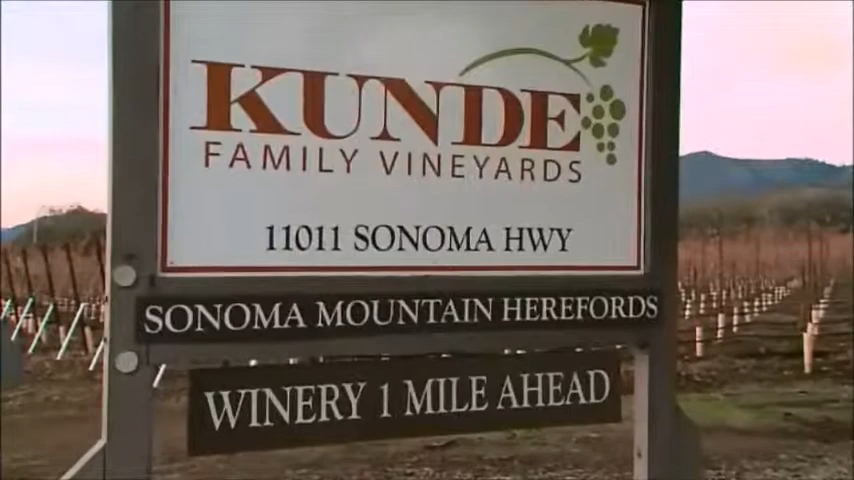 KUNDE
FAMILY VINEYARDS
11011 SONOMA HWY
SONOMA MOUNTAIN HEREFORDS
WINERY 1 MILE AHEAD